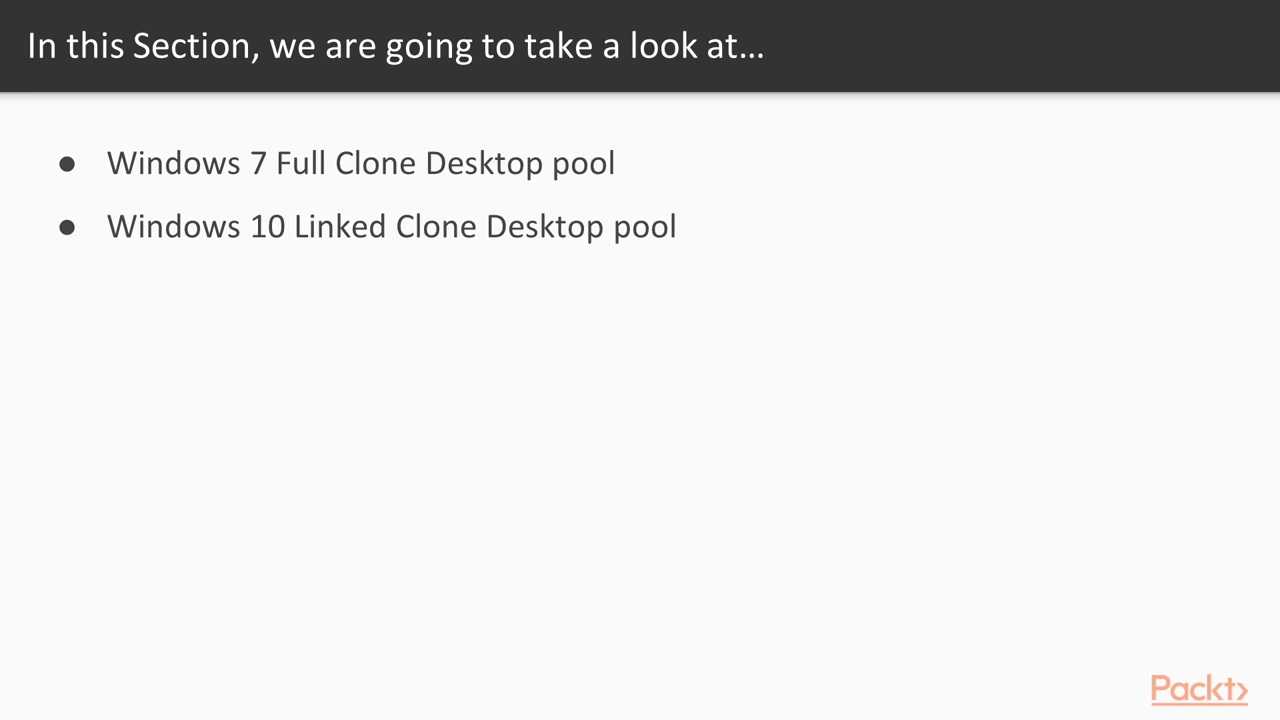 In this Section, we are going to take a look at...
● Windows 7 Full Clone Desktop pool
● Windows 10 Linked Clone Desktop pool
Packt>